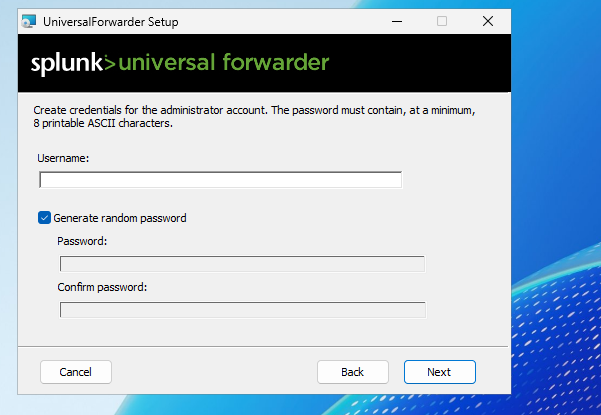 UniversalForwarder Setup
splunk>universal forwarder
Create credentials for the administrator account. The password must contain, at a minimum,
8 printable ASCII characters.
Username:
Generate random password
Password:
Confirm password:
Cancel
Back
Next